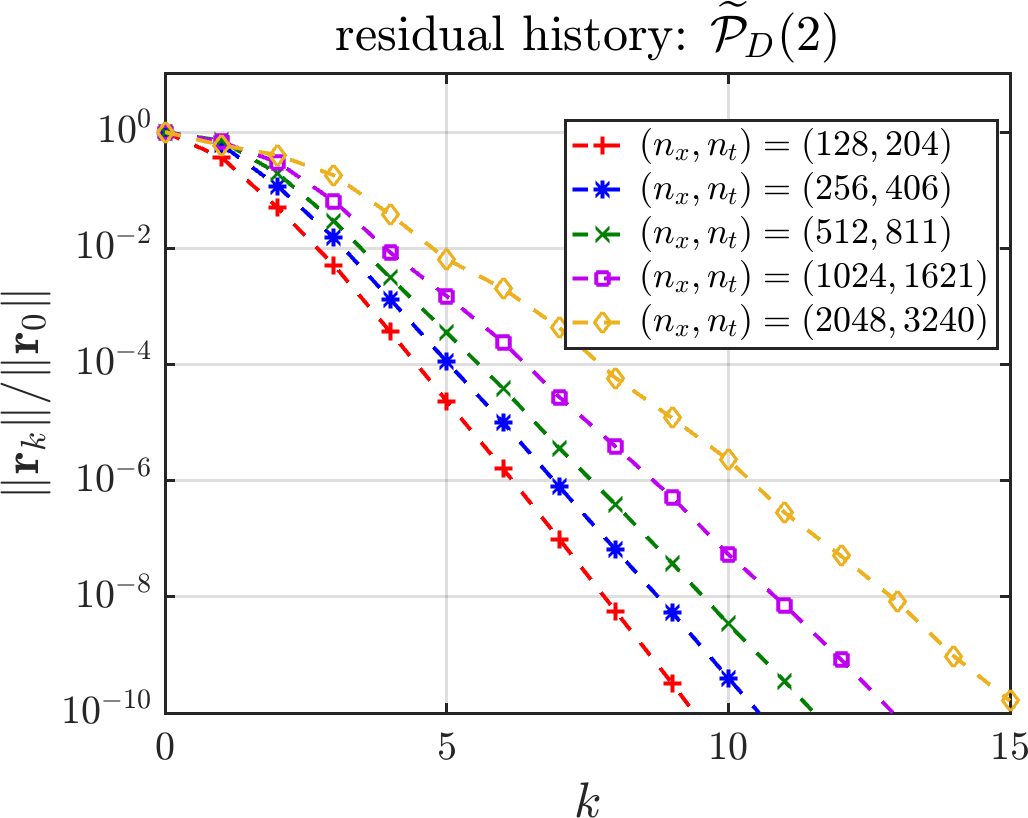 residual history: $\widetilde{\mathcal{P}}_D(2)$
$\|\mathbf{r}_k\|/\|\mathbf{r}_0\|$
$10^0$
$10^{-2}$
$10^{-4}$
$10^{-6}$
$10^{-8}$
$10^{-10}$
$(n_x, n_t) = (128, 204)$
$(n_x, n_t) = (256, 406)$
$(n_x, n_t) = (512, 811)$
$(n_x, n_t) = (1024, 1621)$
$(n_x, n_t) = (2048, 3240)$
0 5 10 15
$k$